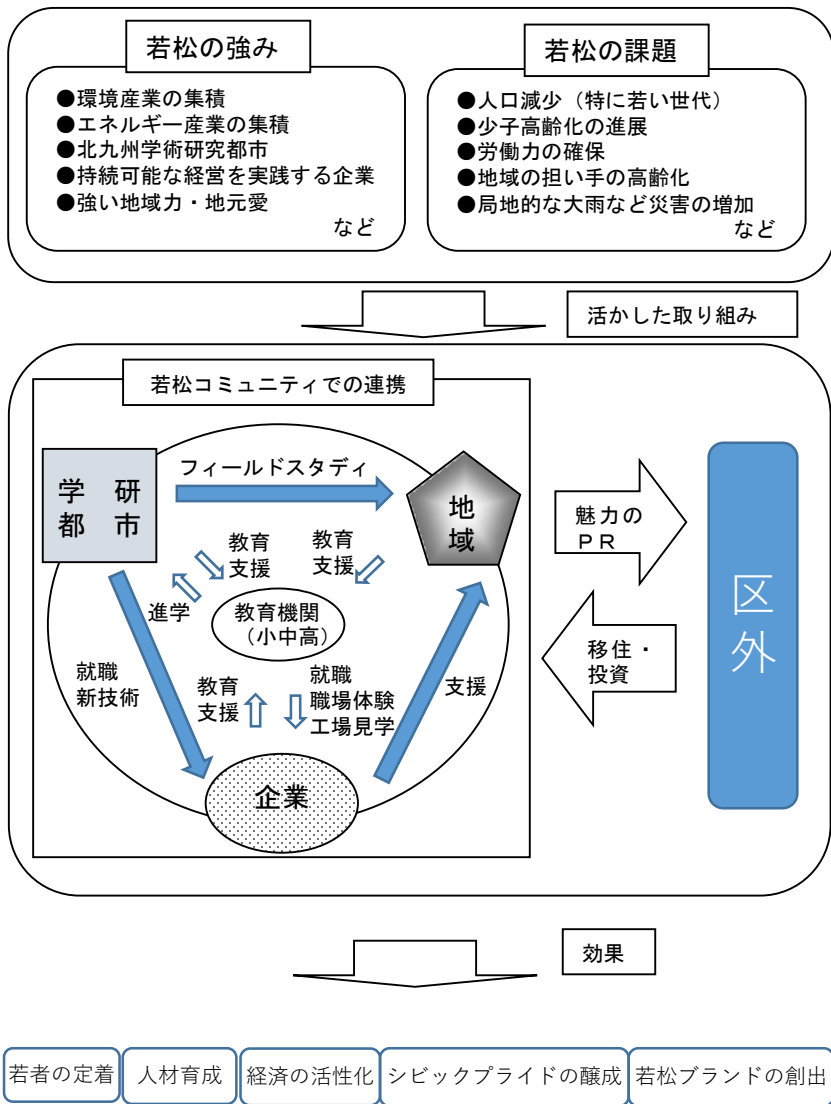 若松の強み
●環境産業の集積
●エネルギー産業の集積
●北九州学術研究都市
●持続可能な経営を実践する企業
●強い地域力・地元愛
など
若松の課題
●人口減少（特に若い世代）
●少子高齢化の進展
●労働力の確保
●地域の担い手の高齢化
●局地的な大雨など災害の増加
など
活かした取り組み
若松コミュニティでの連携
学　研
都　市
フィールドスタディ
地
域
教育
支援
教育
支援
進学
教育機関
（小中高）
就職
新技術
教育
支援
就職
職場体験
工場見学
支援
企業
魅力の
ＰＲ
移住・
投資
区
外
効果
若者の定着
人材育成
経済の活性化
シビックプライドの醸成
若松ブランドの創出